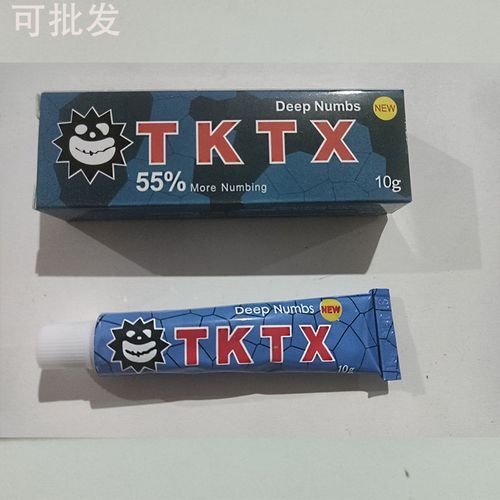 可批发
Deep Numbs NEW
TKTX
55% More Numbing
10g
Deep Numbs NEW
TKTX
10g